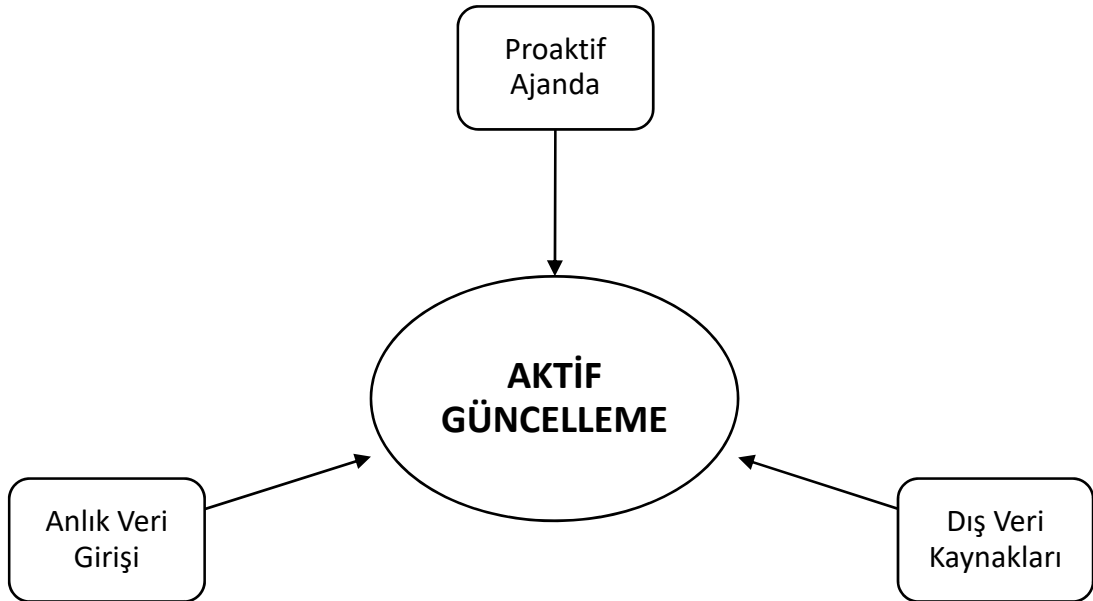 Proaktif
Ajanda
AKTİF
GÜNCELLEME
Anlık Veri
Girişi
Dış Veri
Kaynakları